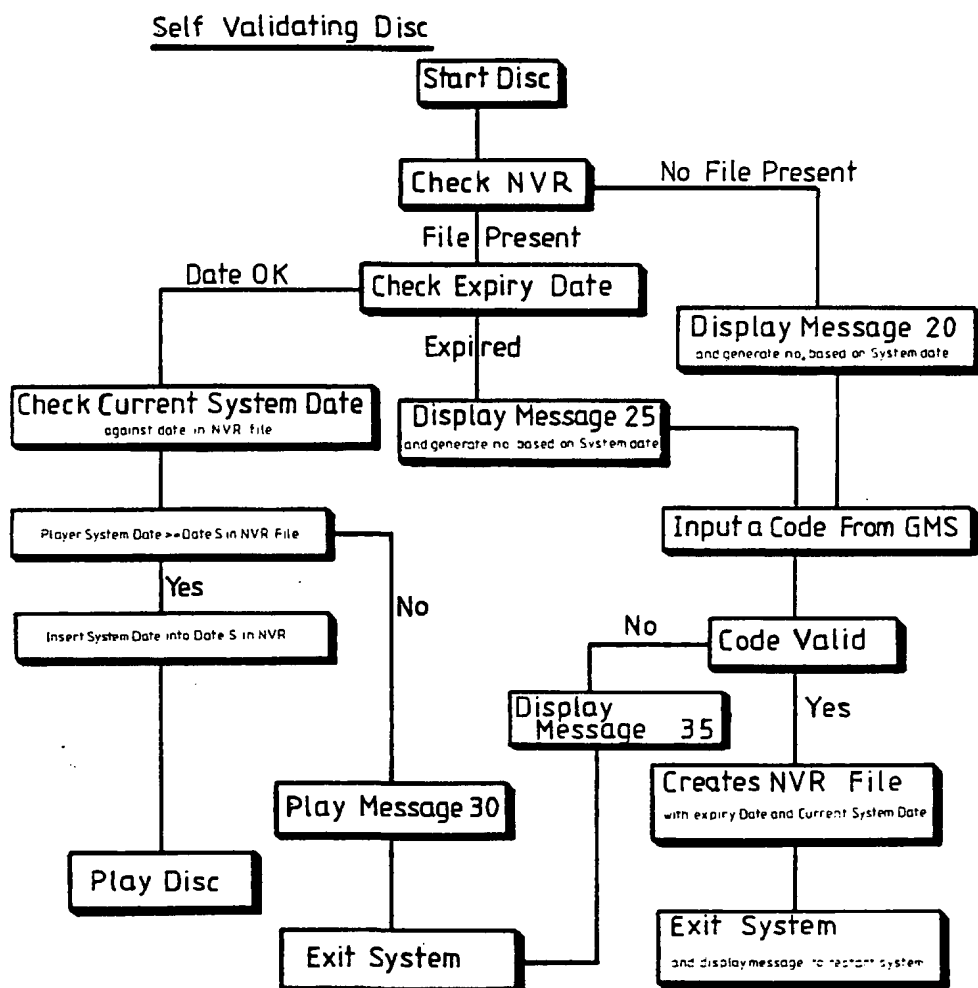 Self Validating Disc
Start Disc
Check NVR
No File Present
File Present
Date OK
Check Expiry Date
Expired
Display Message 20
and generate no. based on System date
Check Current System Date
against date in NVR file
Display Message 25
and generate no. based on System date
Player System Date >= Date S in NVR File
Input a Code From GMS
Yes
No
Insert System Date into Date S in NVR
No
Code Valid
Display
Message 35
Yes
Creates NVR File
with expiry Date and Current System Date
Play Message 30
Play Disc
Exit System
Exit System
and display message to restart system